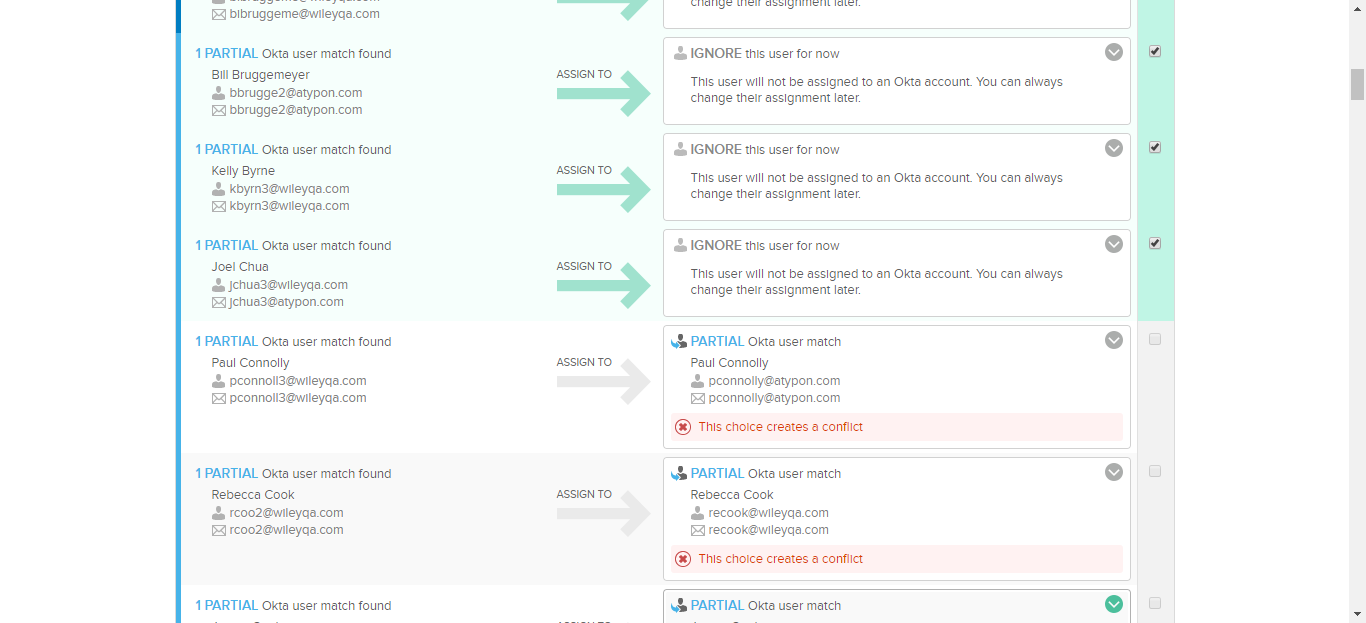 bibruggeme@wileyqa.com
change their assignment later.
1 PARTIAL Okta user match found
Bill Bruggemeyer
bbrugge2@atypon.com
bbrugge2@atypon.com
ASSIGN TO
IGNORE this user for now
This user will not be assigned to an Okta account. You can always
change their assignment later.
1 PARTIAL Okta user match found
Kelly Byrne
kbyrn3@wileyqa.com
kbyrn3@wileyqa.com
ASSIGN TO
IGNORE this user for now
This user will not be assigned to an Okta account. You can always
change their assignment later.
1 PARTIAL Okta user match found
Joel Chua
jchua3@wileyqa.com
jchua3@atypon.com
ASSIGN TO
IGNORE this user for now
This user will not be assigned to an Okta account. You can always
change their assignment later.
1 PARTIAL Okta user match found
Paul Connolly
pconnoll3@wileyqa.com
pconnoll3@wileyqa.com
ASSIGN TO
PARTIAL Okta user match
Paul Connolly
pconnolly@atypon.com
pconnolly@atypon.com
This choice creates a conflict
1 PARTIAL Okta user match found
Rebecca Cook
rcoo2@wileyqa.com
rcoo2@wileyqa.com
ASSIGN TO
PARTIAL Okta user match
Rebecca Cook
recook@wileyqa.com
recook@wileyqa.com
This choice creates a conflict
1 PARTIAL Okta user match found
PARTIAL Okta user match